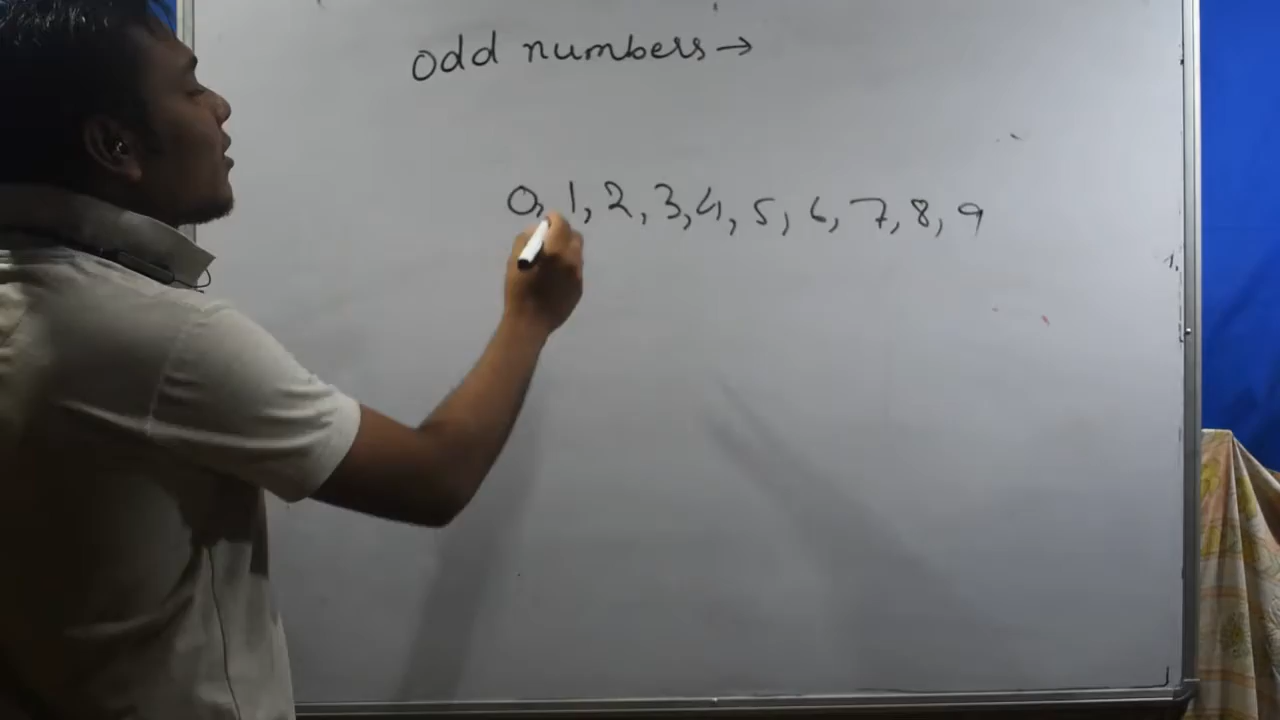 odd numbers →
0, 1, 2, 3, 4, 5, 6, 7, 8, 9